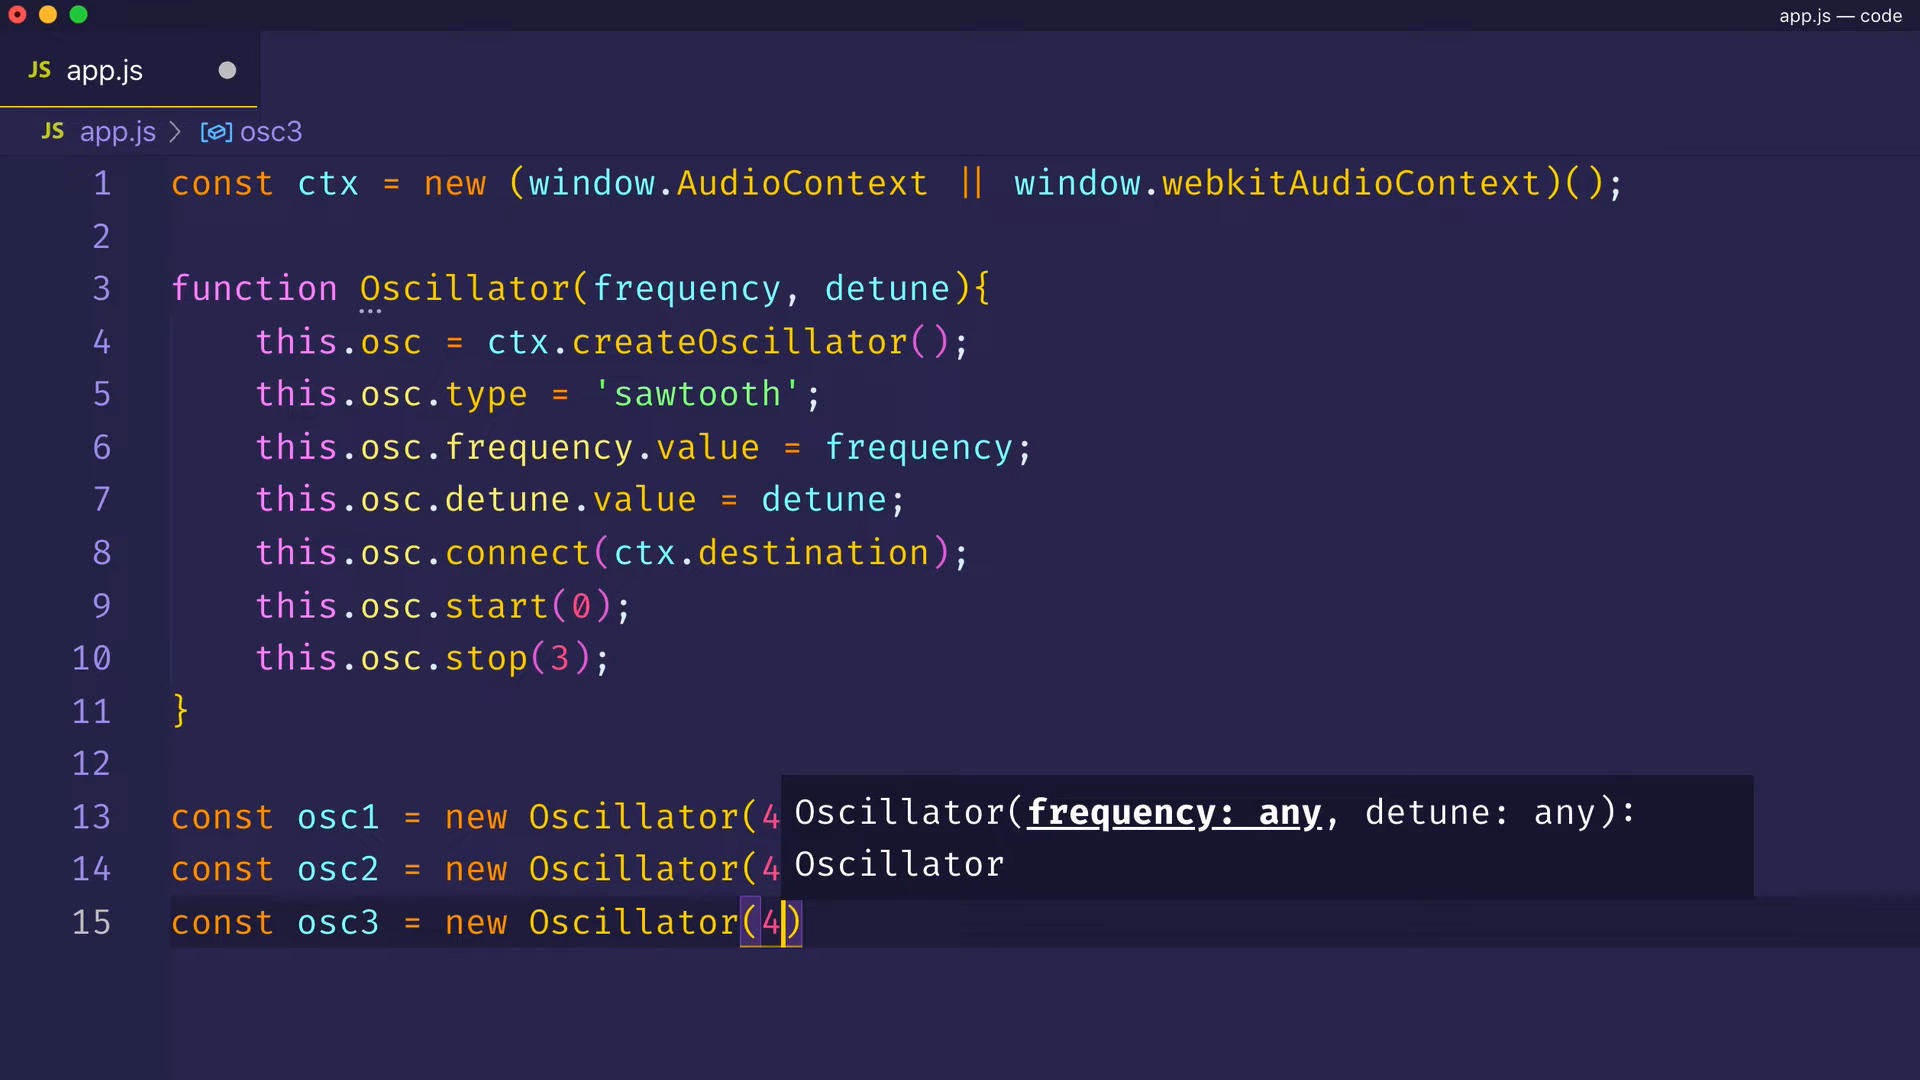 app.js — code
JS app.js
JS app.js > osc3
1 const ctx = new (window.AudioContext || window.webkitAudioContext)();
2
3 function Oscillator(frequency, detune){
4 this.osc = ctx.createOscillator();
5 this.osc.type = 'sawtooth';
6 this.osc.frequency.value = frequency;
7 this.osc.detune.value = detune;
8 this.osc.connect(ctx.destination);
9 this.osc.start(0);
10 this.osc.stop(3);
11 }
12
13 const osc1 = new Oscillator(4
Oscillator(frequency: any, detune: any):
14 const osc2 = new Oscillator(4
Oscillator
15 const osc3 = new Oscillator(4)